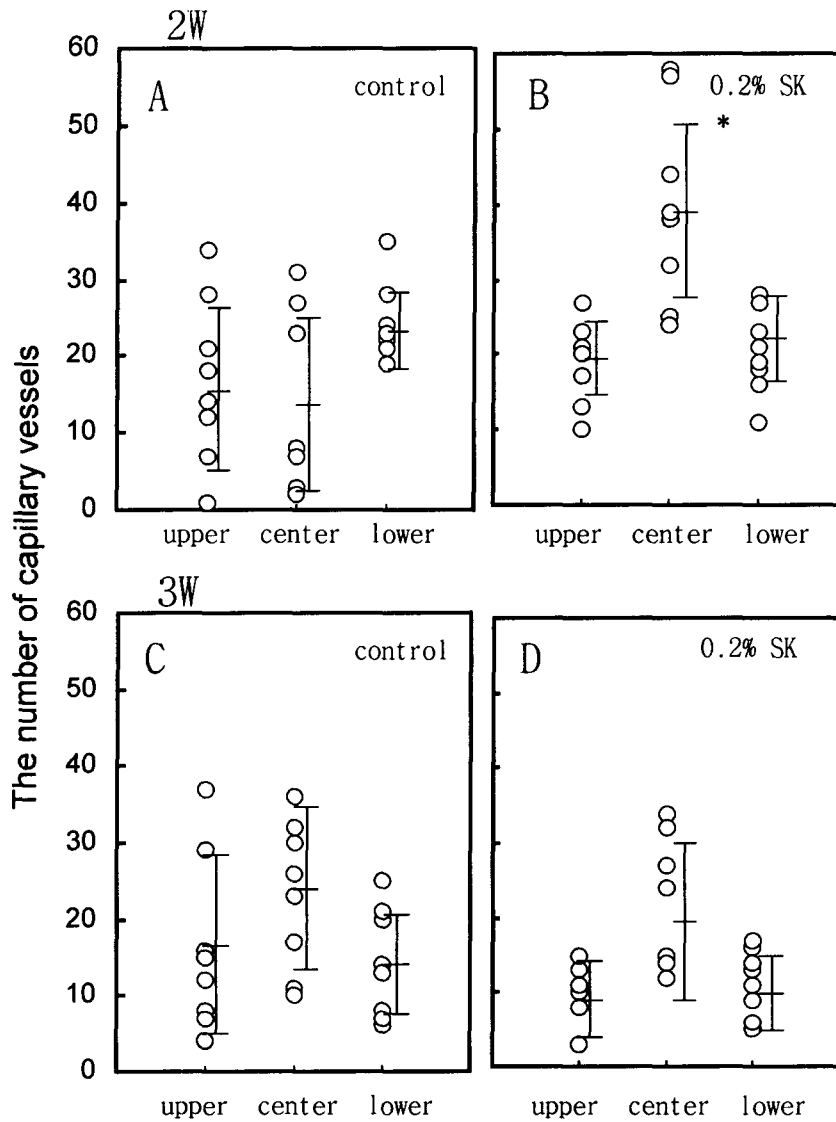 2W
60
50
40
30
20
10
0
A
control
upper center lower
B
0.2% SK
*
upper center lower
The number of capillary vessels
3W
60
50
40
30
20
10
0
C
control
upper center lower
D
0.2% SK
upper center lower